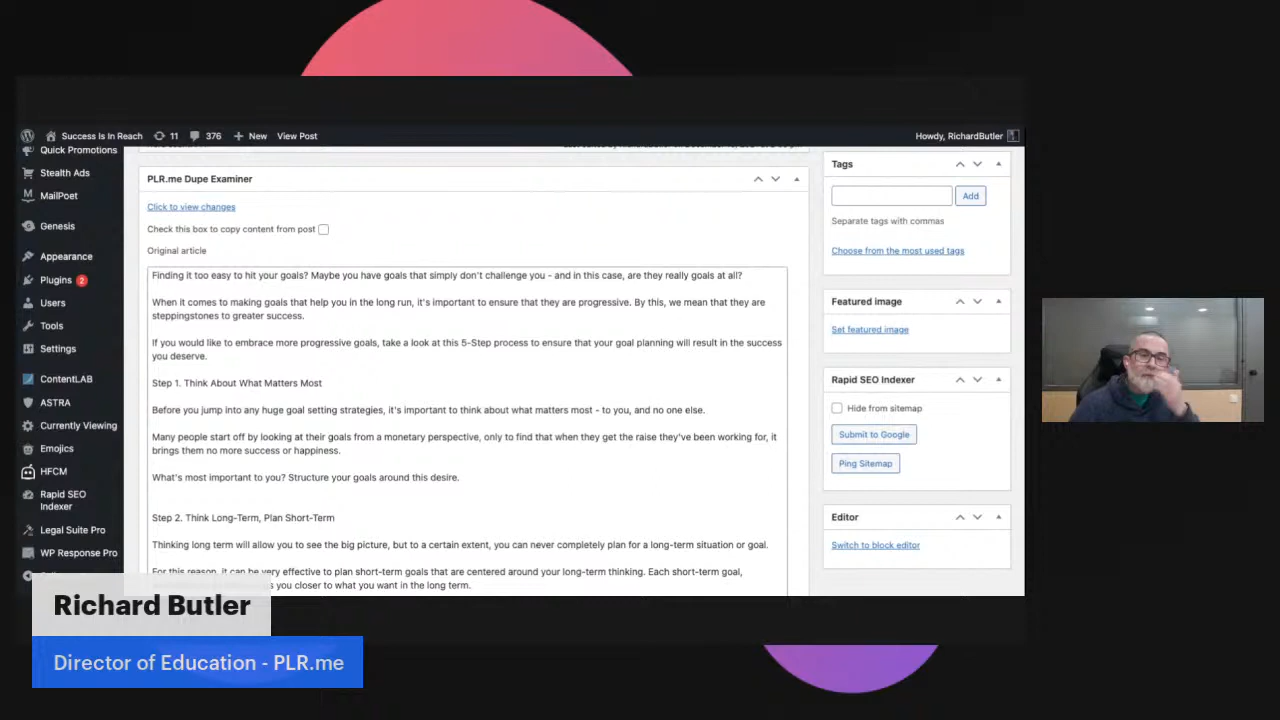 Success Is In Reach 11 376 New View Post Howdy, RichardButler
Quick Promotions
Stealth Ads
MailPoet
Genesis
Appearance
Plugins 2
Users
Tools
Settings
ContentLAB
ASTRA
Currently Viewing
Emojics
HFCM
Rapid SEO
Indexer
Legal Suite Pro
WP Response Pro
PLR.me Dupe Examiner
Click to view changes
Check this box to copy content from post
Original article
Finding it too easy to hit your goals? Maybe you have goals that simply don't challenge you - and in this case, are they really goals at all?
When it comes to making goals that help you in the long run, it's important to ensure that they are progressive. By this, we mean that they are
steppingstones to greater success.
If you would like to embrace more progressive goals, take a look at this 5-Step process to ensure that your goal planning will result in the success
you deserve.
Step 1. Think About What Matters Most
Before you jump into any huge goal setting strategies, it's important to think about what matters most - to you, and no one else.
Many people start off by looking at their goals from a monetary perspective, only to find that when they get the raise they've been working for, it
brings them no more success or happiness.
What's most important to you? Structure your goals around this desire.
Step 2. Think Long-Term, Plan Short-Term
Thinking long term will allow you to see the big picture, but to a certain extent, you can never completely plan for a long-term situation or goal.
For this reason, it can be very effective to plan short-term goals that are centered around your long-term thinking. Each short-term goal,
you closer to what you want in the long term.
Tags
Add
Separate tags with commas
Choose from the most used tags
Featured image
Set featured image
Rapid SEO Indexer
Hide from sitemap
Submit to Google
Ping Sitemap
Editor
Switch to block editor
Richard Butler
Director of Education - PLR.me